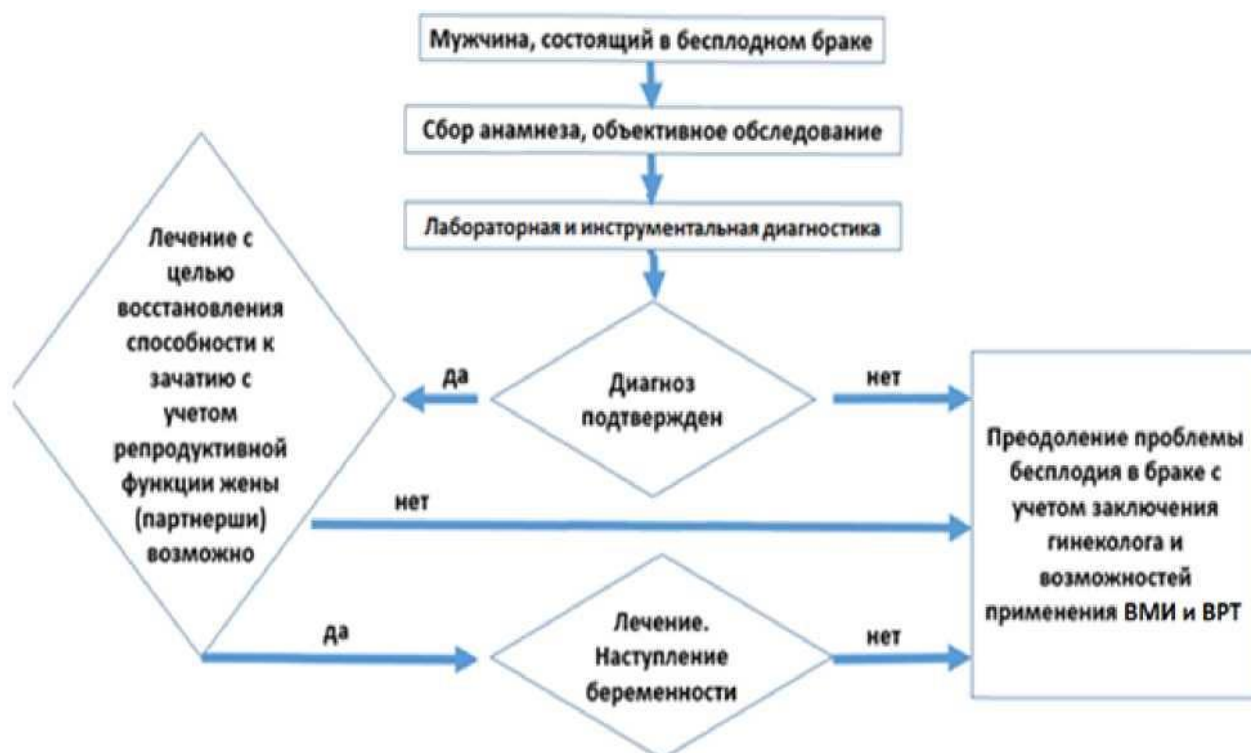 Мужчина, состоящий в бесплодном браке
Сбор анамнеза, объективное обследование
Лабораторная и инструментальная диагностика
Лечение с
целью
восстановления
способности к
зачатию с
учетом
репродуктивной
функции жены
(партнерши)
возможно
да
Диагноз
подтвержден
нет
Преодоление проблемы
бесплодия в браке с
учетом заключения
гинеколога и
возможностей
применения ВМИ и ВРТ
нет
да
Лечение.
Наступление
беременности
нет